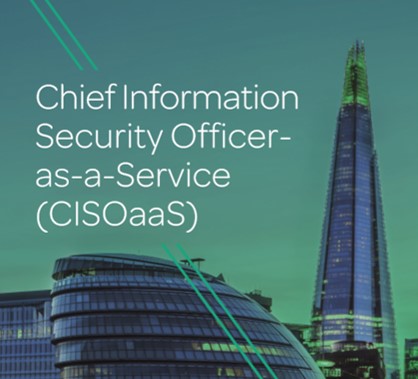 Chief Information
Security Officer-
as-a-Service
(CISOaaS)